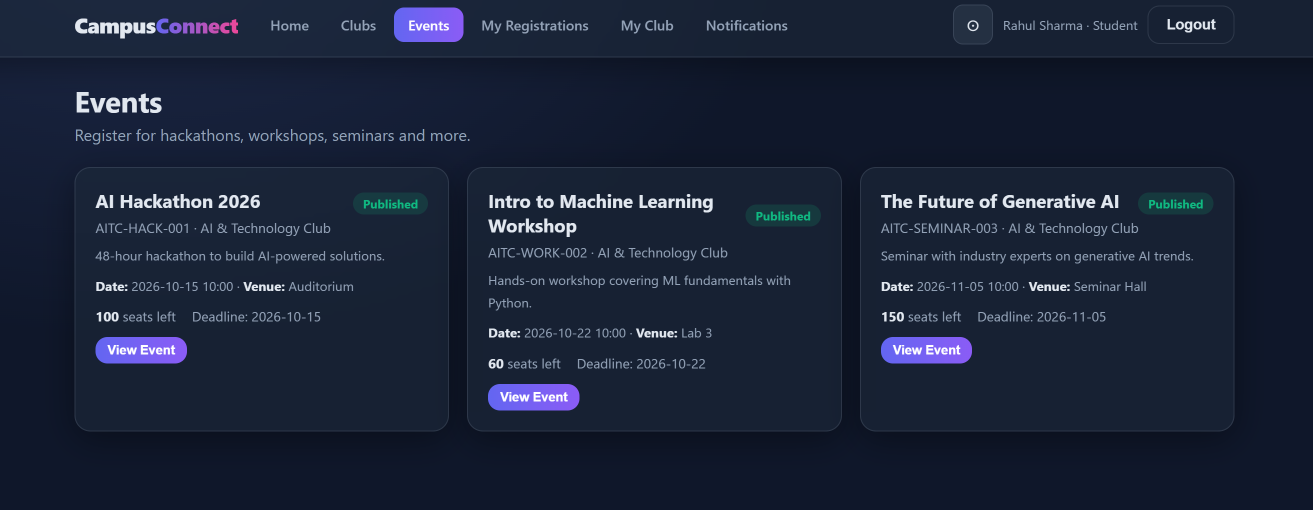 CampusConnect
Home
Clubs
Events
My Registrations
My Club
Notifications
Rahul Sharma · Student
Logout
Events
Register for hackathons, workshops, seminars and more.
AI Hackathon 2026
Published
AITC-HACK-001 · AI & Technology Club
48-hour hackathon to build AI-powered solutions.
Date: 2026-10-15 10:00 · Venue: Auditorium
100 seats left Deadline: 2026-10-15
View Event
Intro to Machine Learning
Workshop
Published
AITC-WORK-002 · AI & Technology Club
Hands-on workshop covering ML fundamentals with
Python.
Date: 2026-10-22 10:00 · Venue: Lab 3
60 seats left Deadline: 2026-10-22
View Event
The Future of Generative AI
Published
AITC-SEMINAR-003 · AI & Technology Club
Seminar with industry experts on generative AI trends.
Date: 2026-11-05 10:00 · Venue: Seminar Hall
150 seats left Deadline: 2026-11-05
View Event